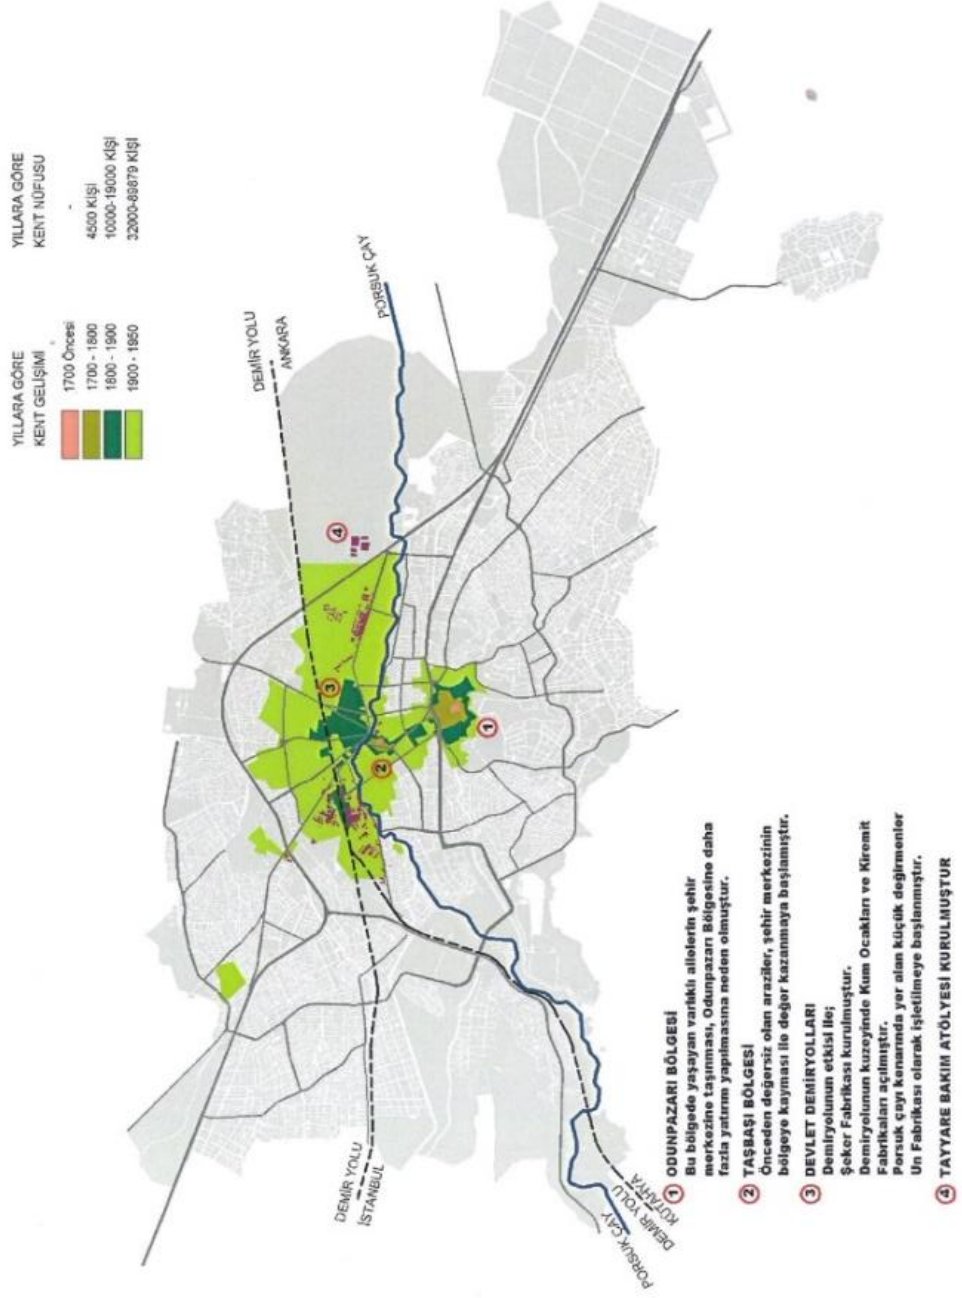 YILLARA GÖRE
KENT GELİŞİMİ
1700 Öncesi
1700 - 1800
1800 - 1900
1900 - 1950
YILLARA GÖRE
KENT NÜFUSU
-
4500 KİŞİ
10000-19000 KİŞİ
32000-89879 KİŞİ
DEMİR YOLU
ANKARA
PORSUK ÇAY
4
3
2
1
DEMİR YOLU
İSTANBUL
PORSUK ÇAY
DEMİR YOLU
KÜTAHYA
1 ODUNPAZARI BÖLGESİ
Bu bölgede yaşayan varlıklı ailelerin şehir
merkezine taşınması, Odunpazarı Bölgesine daha
fazla yatırım yapılmasına neden olmuştur.
2 TAŞBAŞI BÖLGESİ
Önceden değersiz olan araziler, şehir merkezinin
bölgeye kayması ile değer kazanmaya başlamıştır.
3 DEVLET DEMİRYOLLARI
Demiryolunun etkisi ile;
Şeker Fabrikası kurulmuştur.
Demiryolunun kuzeyinde Kum Ocakları ve Kiremit
Fabrikaları açılmıştır.
Porsuk çayı kenarında yer alan küçük değirmenler
Un Fabrikası olarak işletilmeye başlanmıştır.
4 TAYYARE BAKIM ATÖLYESİ KURULMUŞTUR